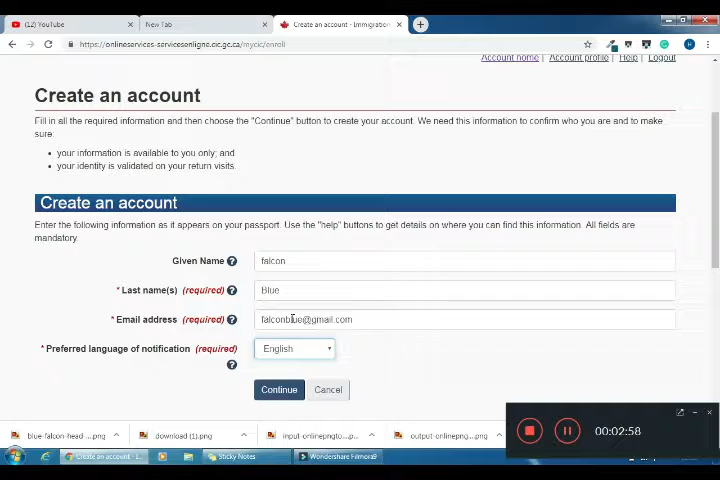 (12) YouTube
New Tab
Create an account - Immigration
https://onlineservices-servicesenligne.cic.gc.ca/mycic/enroll
Account home
Account profile
Help
Logout
Create an account
Fill in all the required information and then choose the "Continue" button to create your account. We need this information to confirm who you are and to make
sure:
your information is available to you only; and
your identity is validated on your return visits.
Create an account
Enter the following information as it appears on your passport. Use the "help" buttons to get details on where you can find this information. All fields are
mandatory.
Given Name ?
falcon
* Last name(s) (required) ?
Blue
* Email address (required) ?
falconblue@gmail.com
* Preferred language of notification (required)
?
English
Continue
Cancel
00:02:58
blue-falcon-head-....png
download (1).png
input-onlinepngto....png
output-onlinepng....png
Create an account - I...
Sticky Notes
Wondershare Filmora9